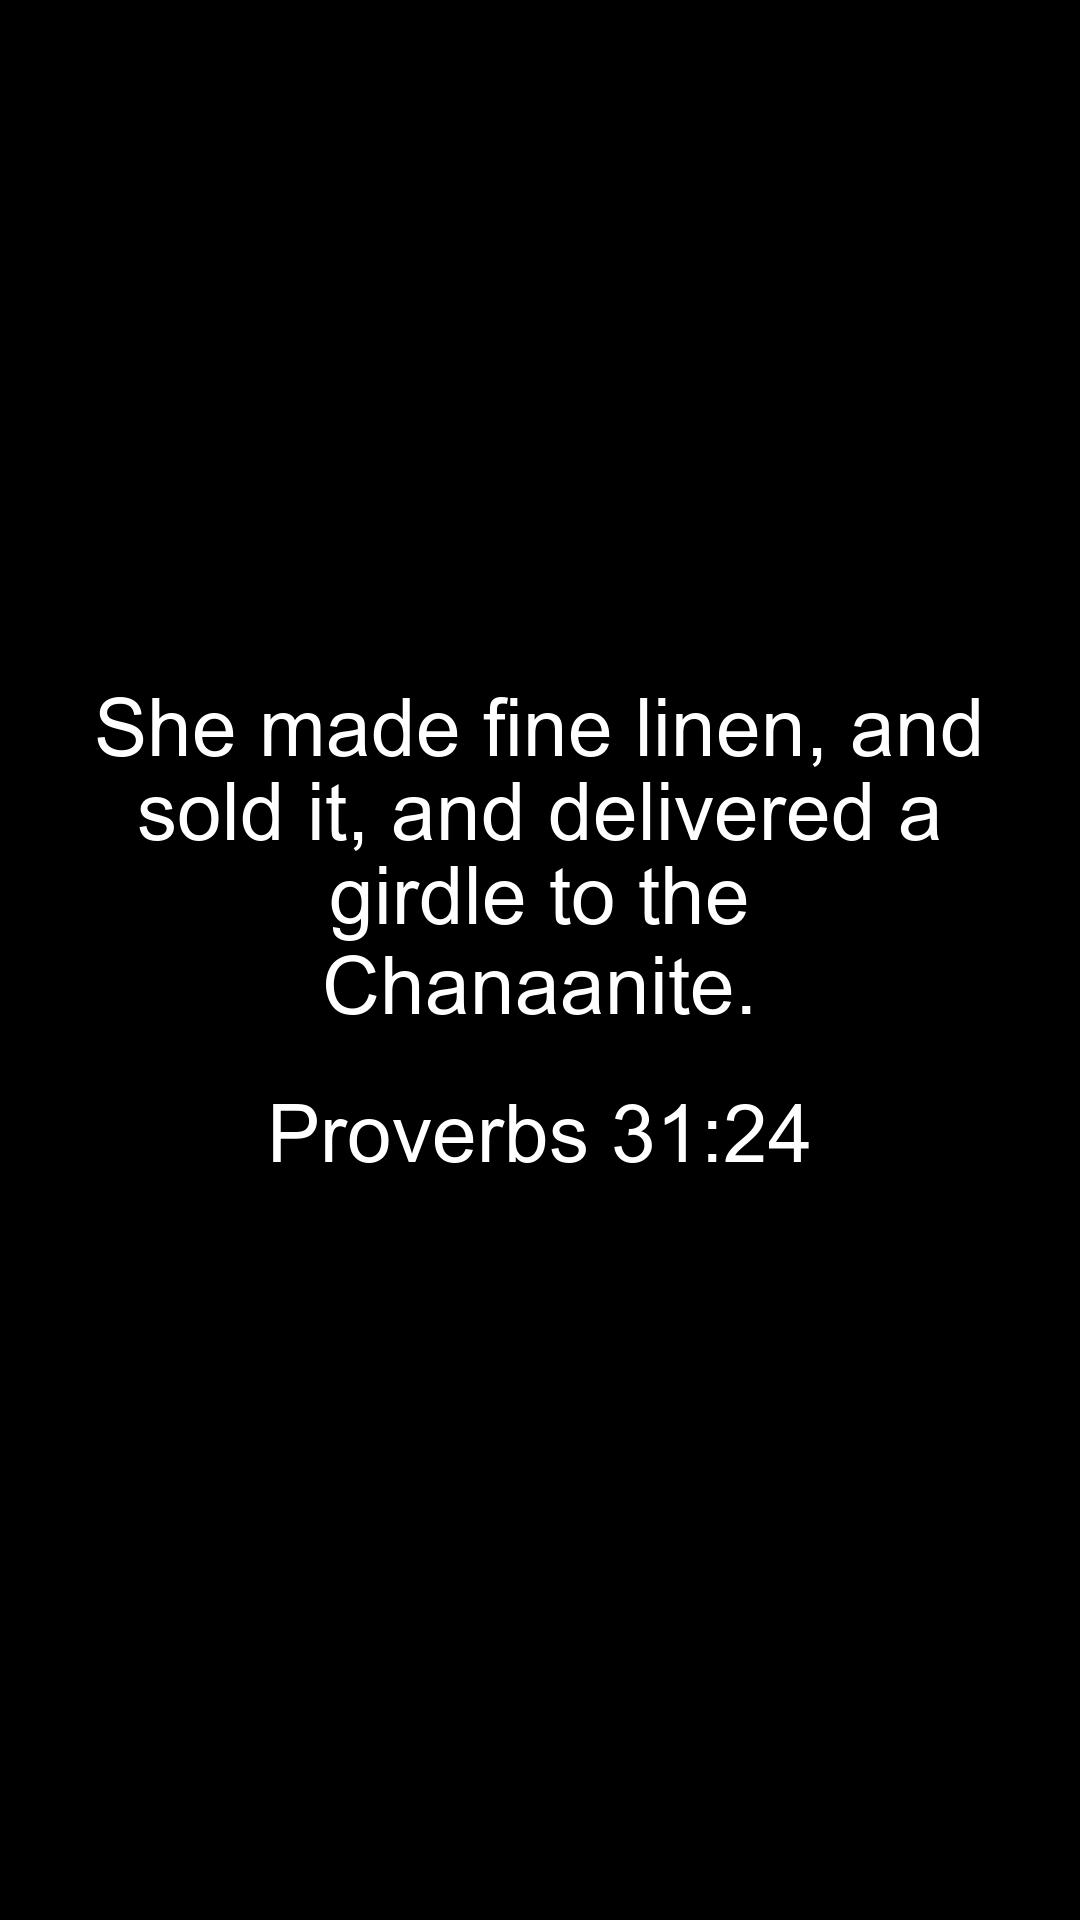 She made fine linen, and
sold it, and delivered a
girdle to the
Chanaanite.
Proverbs 31:24